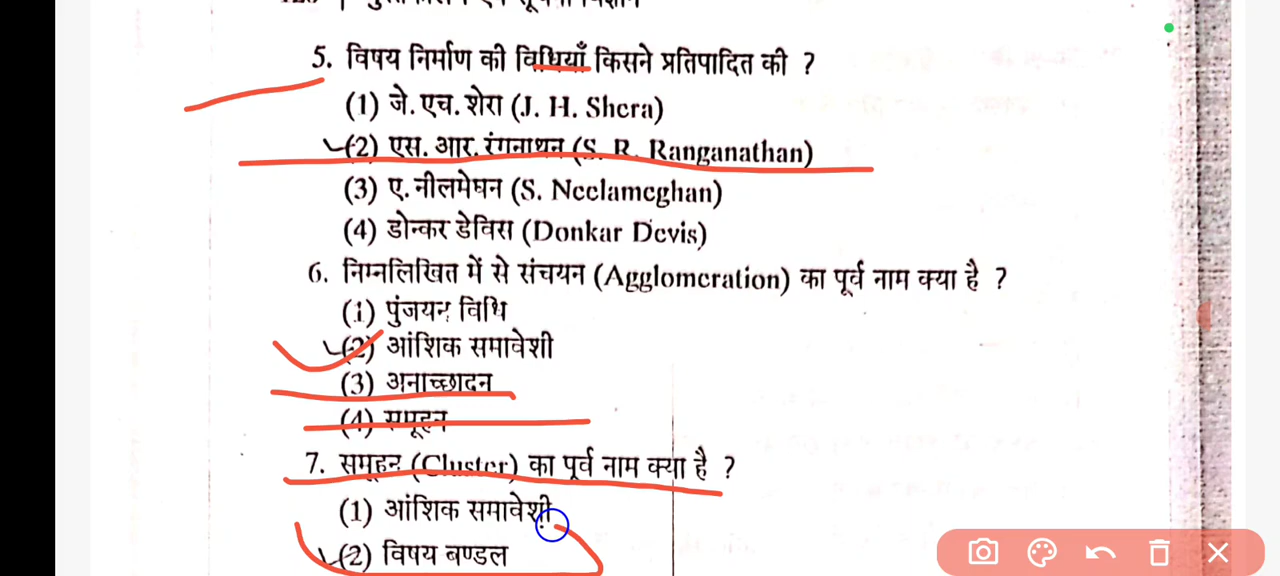 5. विषय निर्माण की विधियाँ किसने प्रतिपादित की ?
(1) जे. एच. शेरा (J. H. Shera)
(2) एस. आर. रंगनाथन (S. R. Ranganathan)
(3) ए. नीलमेघन (S. Neelameghan)
(4) डोन्कर डेविस (Donkar Devis)
6. निम्नलिखित में से संचयन (Agglomeration) का पूर्व नाम क्या है ?
(1) पुंजयन विधि
(2) आंशिक समावेशी
(3) अनाच्छादन
(4) समूहन
7. समूहन (Cluster) का पूर्व नाम क्या है ?
(1) आंशिक समावेशी
(2) विषय बण्डल